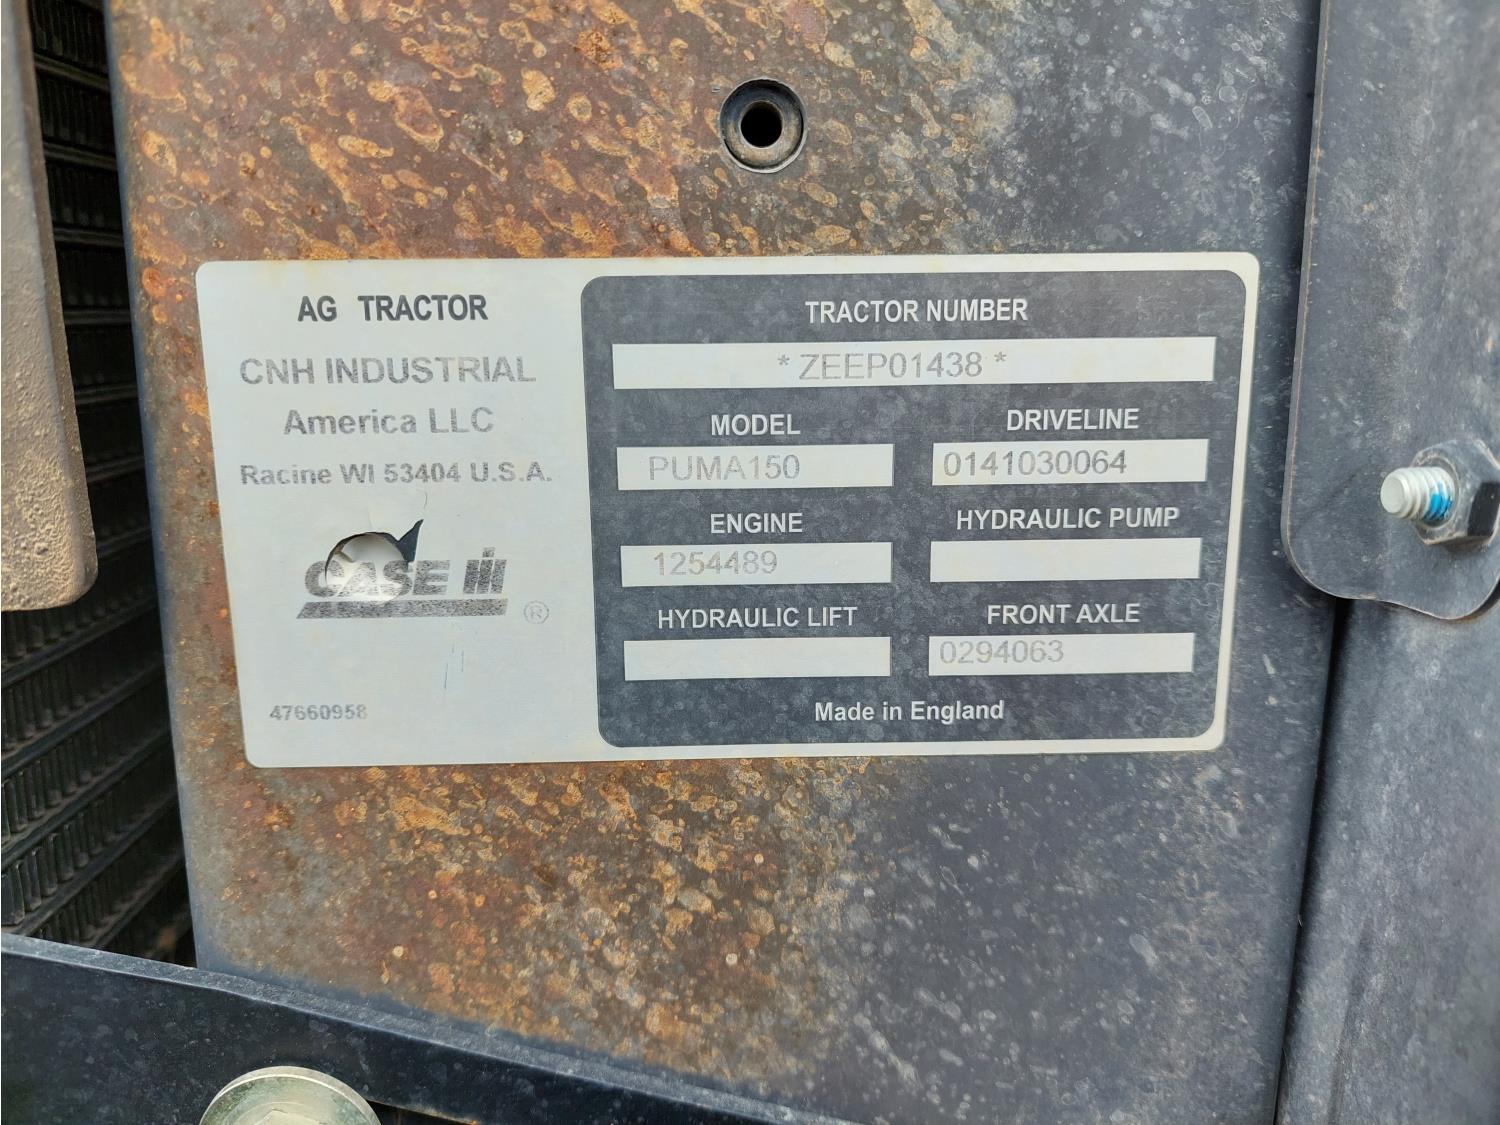 AG TRACTOR
CNH INDUSTRIAL
America LLC
Racine WI 53404 U.S.A.
CASE IH
®
47660958
TRACTOR NUMBER
*ZEEP01438*
MODEL
PUMA150
DRIVELINE
0141030064
ENGINE
1254489
HYDRAULIC PUMP
HYDRAULIC LIFT
FRONT AXLE
0294063
Made in England